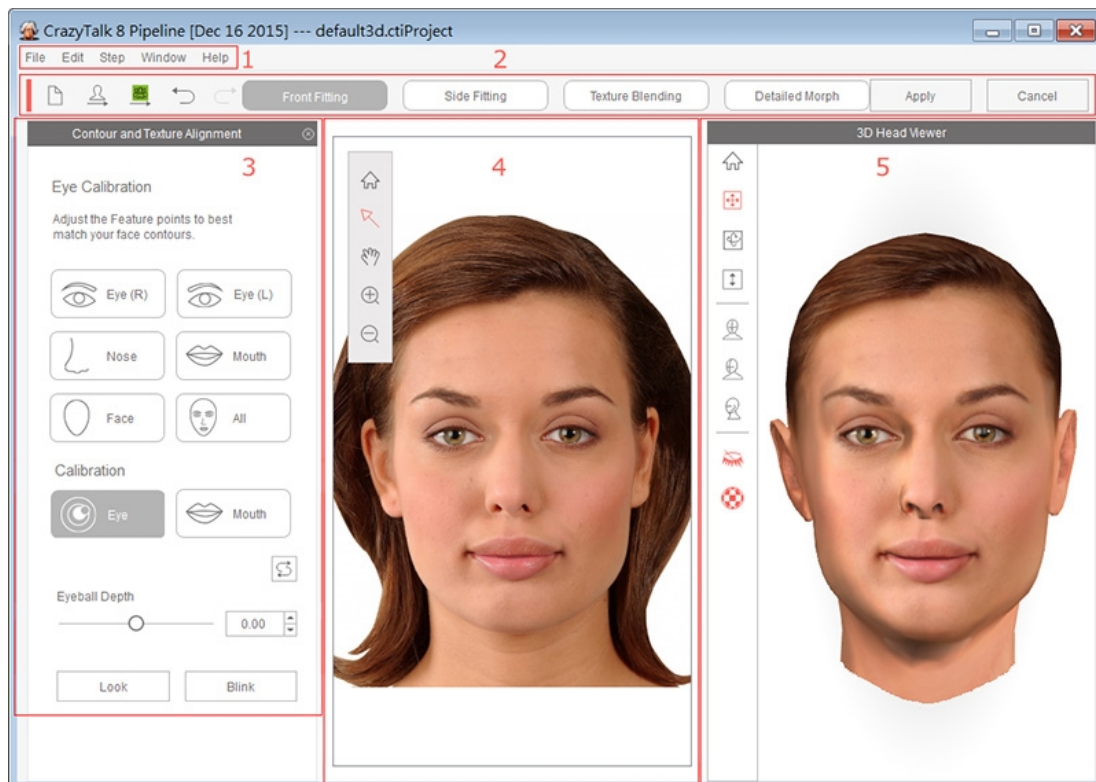 CrazyTalk 8 Pipeline [Dec 16 2015] --- default3d.ctiProject
File Edit Step Window Help 1
2
Front Fitting Side Fitting Texture Blending Detailed Morph Apply Cancel
Contour and Texture Alignment
3
Eye Calibration
Adjust the Feature points to best
match your face contours.
Eye (R) Eye (L)
Nose Mouth
Face All
Calibration
Eye Mouth
Eyeball Depth
0.00
Look Blink
4
3D Head Viewer
5